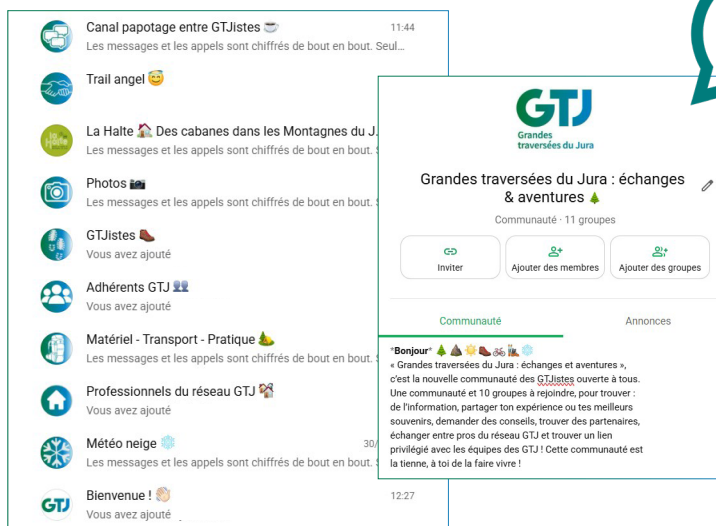 Canal papotage entre GTJistes ☕
11:44
Les messages et les appels sont chiffrés de bout en bout. Seul...
Trail angel 😇
La Halte 🏠 Des cabanes dans les Montagnes du J.
Les messages et les appels sont chiffrés de bout en bout.
Photos 📷
Les messages et les appels sont chiffrés de bout en bout.
GTJistes 🥾
Vous avez ajouté
Adhérents GTJ 👥
Vous avez ajouté
Matériel - Transport - Pratique 🏕️
Les messages et les appels sont chiffrés de bout en bout.
Professionnels du réseau GTJ 🏘️
Vous avez ajouté
Météo neige ❄️
30/
Les messages et les appels sont chiffrés de bout en bout.
GTJ
Bienvenue ! 👋🏻
12:27
Vous avez ajouté
GTJ
Grandes
traversées du Jura
Grandes traversées du Jura : échanges
& aventures 🌲
Communauté · 11 groupes
Inviter
Ajouter des membres
Ajouter des groupes
Communauté
Annonces
*Bonjour* 🌲⛰️☀️🥾🚲❄️
« Grandes traversées du Jura : échanges et aventures »,
c'est la nouvelle communauté des GTJistes ouverte à tous.
Une communauté et 10 groupes à rejoindre, pour trouver :
de l'information, partager ton expérience ou tes meilleurs
souvenirs, demander des conseils, trouver des partenaires,
échanger entre pros du réseau GTJ et trouver un lien
privilégié avec les équipes des GTJ ! Cette communauté est
la tienne, à toi de la faire vivre !